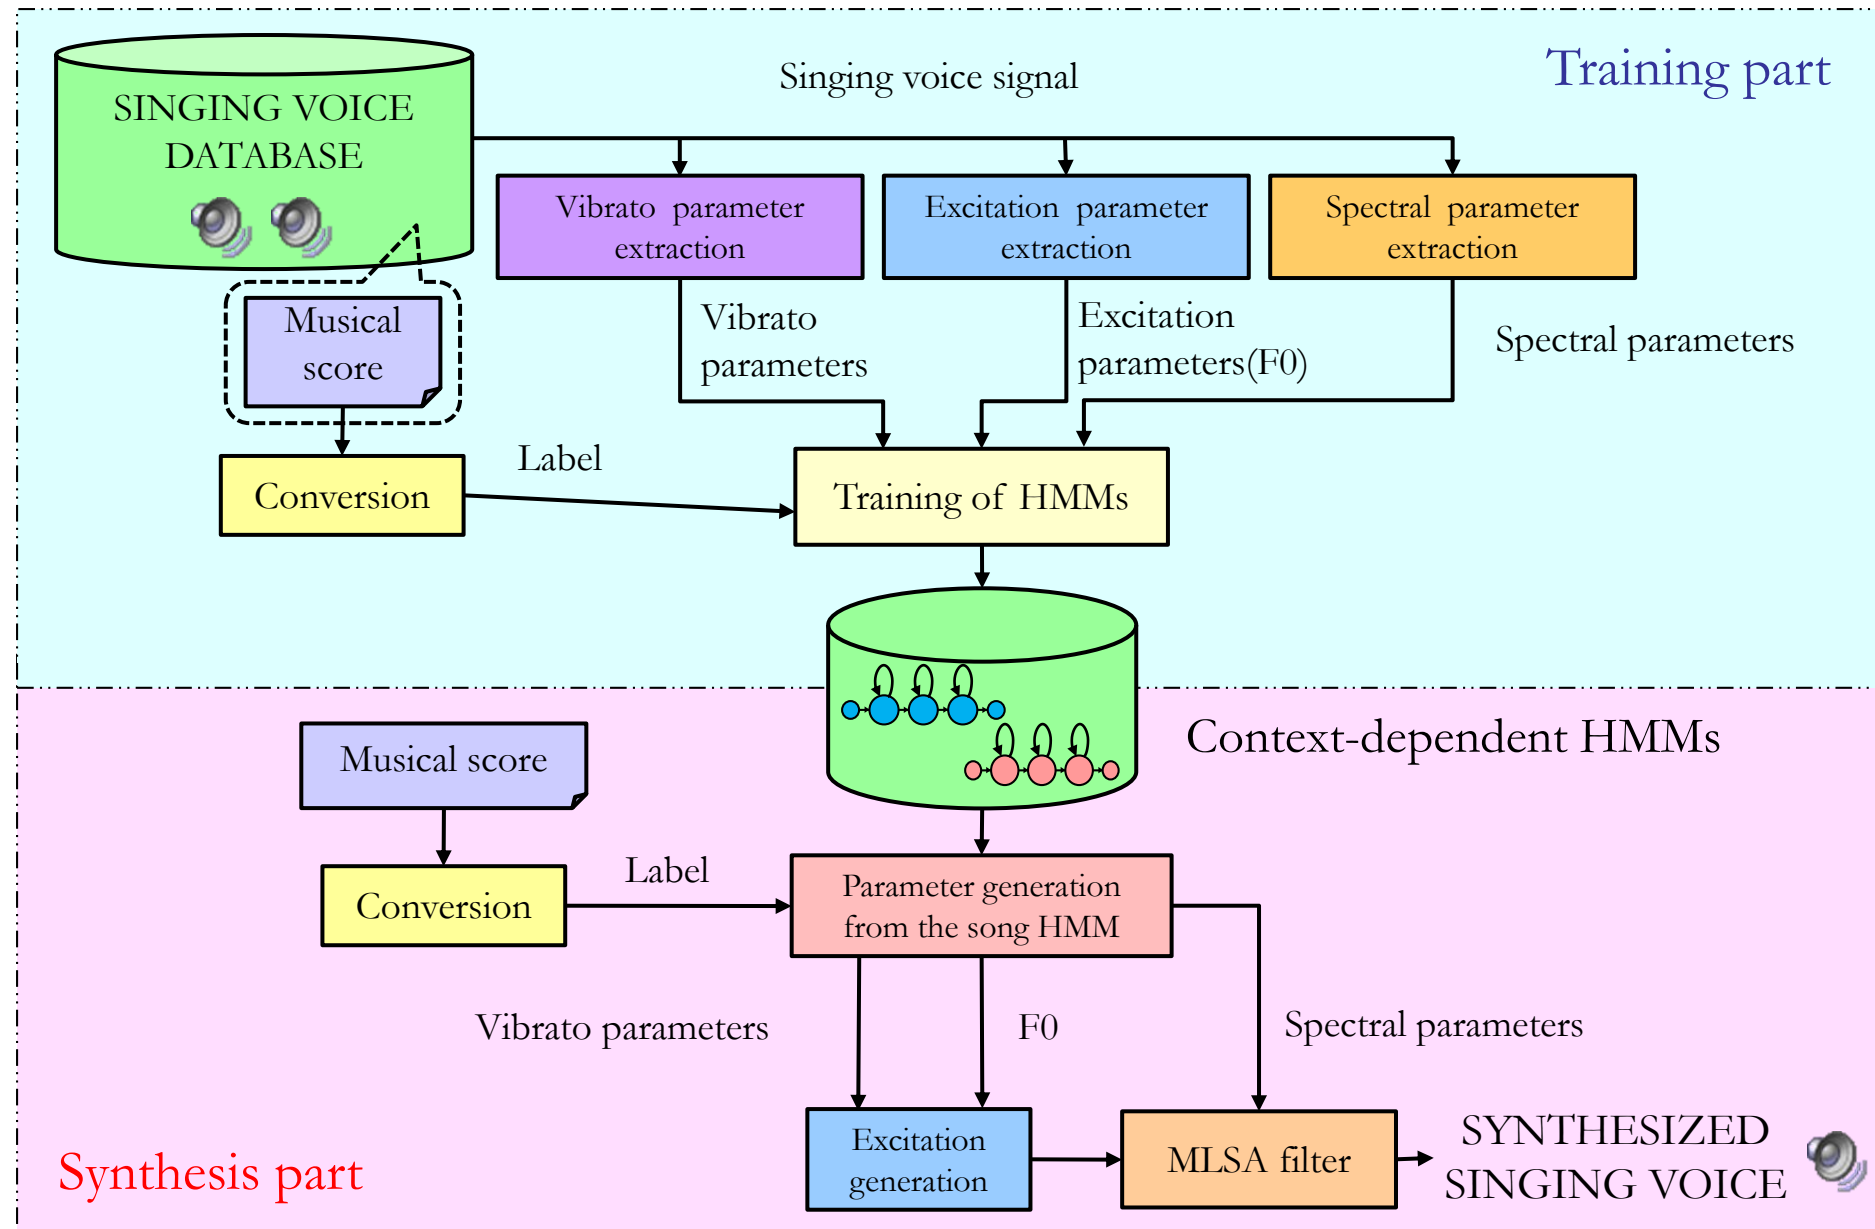 Training part
Singing voice signal
SINGING VOICE
DATABASE
Vibrato parameter
extraction
Excitation parameter
extraction
Spectral parameter
extraction
Musical
score
Vibrato
parameters
Excitation
parameters(F0)
Spectral parameters
Label
Conversion
Training of HMMs
Context-dependent HMMs
Musical score
Label
Conversion
Parameter generation
from the song HMM
Vibrato parameters
F0
Spectral parameters
Excitation
generation
MLSA filter
SYNTHESIZED
SINGING VOICE
Synthesis part